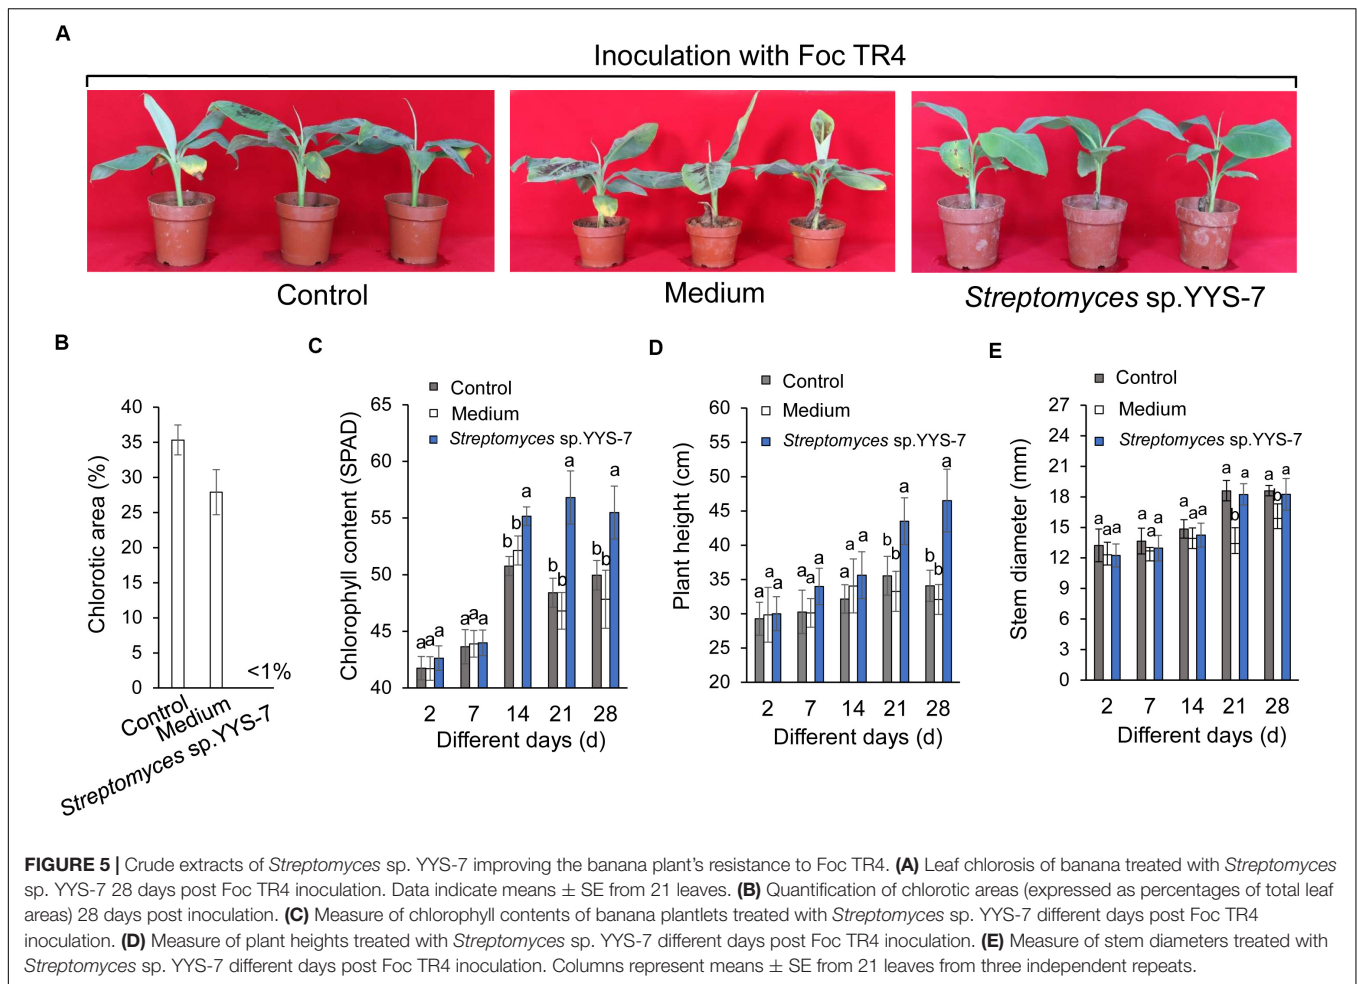 A
Inoculation with Foc TR4
Control
Medium
Streptomyces sp.YYS-7
B
Chlorotic area (%)
40
35
30
25
20
15
10
5
0
<1%
Control
Medium
Streptomyces sp.YYS-7
C
Control
Medium
Streptomyces sp.YYS-7
Chlorophyll content (SPAD)
65
60
55
50
45
40
a a a
a a a
b b a
b b a
b b a
2 7 14 21 28
Different days (d)
D
Control
Medium
Streptomyces sp.YYS-7
Plant height (cm)
60
55
50
45
40
35
30
25
20
a a a
a a a
a a a
b b a
b b a
2 7 14 21 28
Different days (d)
E
Control
Medium
Streptomyces sp.YYS-7
Stem diameter (mm)
27
24
21
18
15
12
9
6
3
0
a a a
a a a
a a a
a b a
a b a
2 7 14 21 28
Different days (d)
FIGURE 5 | Crude extracts of Streptomyces sp. YYS-7 improving the banana plant's resistance to Foc TR4. (A) Leaf chlorosis of banana treated with Streptomyces
sp. YYS-7 28 days post Foc TR4 inoculation. Data indicate means ± SE from 21 leaves. (B) Quantification of chlorotic areas (expressed as percentages of total leaf
areas) 28 days post inoculation. (C) Measure of chlorophyll contents of banana plantlets treated with Streptomyces sp. YYS-7 different days post Foc TR4
inoculation. (D) Measure of plant heights treated with Streptomyces sp. YYS-7 different days post Foc TR4 inoculation. (E) Measure of stem diameters treated with
Streptomyces sp. YYS-7 different days post Foc TR4 inoculation. Columns represent means ± SE from 21 leaves from three independent repeats.